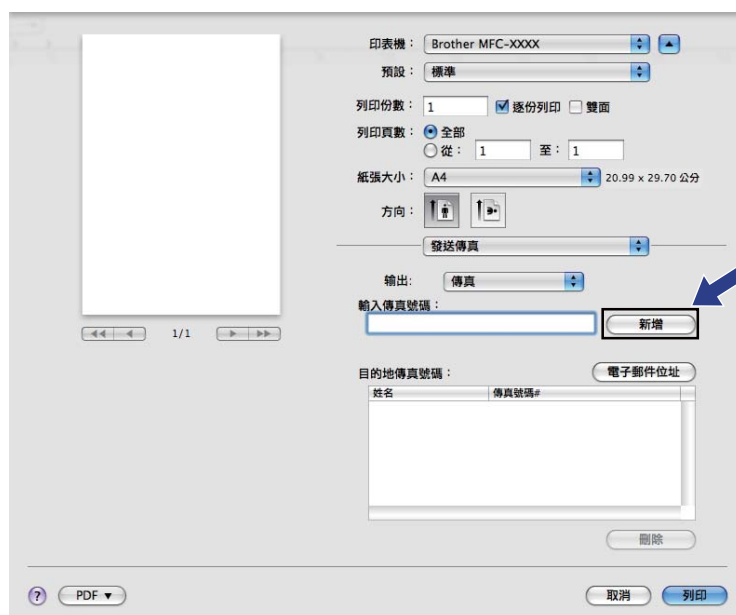 印表機： Brother MFC-XXXX
預設： 標準
列印份數： 1 逐份列印 雙面
列印頁數： 全部
從： 1 至： 1
紙張大小： A4 20.99 x 29.70 公分
方向：
發送傳真
输出: 傳真
輸入傳真號碼：
新增
1/1
目的地傳真號碼： 電子郵件位址
姓名 傳真號碼#
刪除
? PDF ▼ 取消 列印